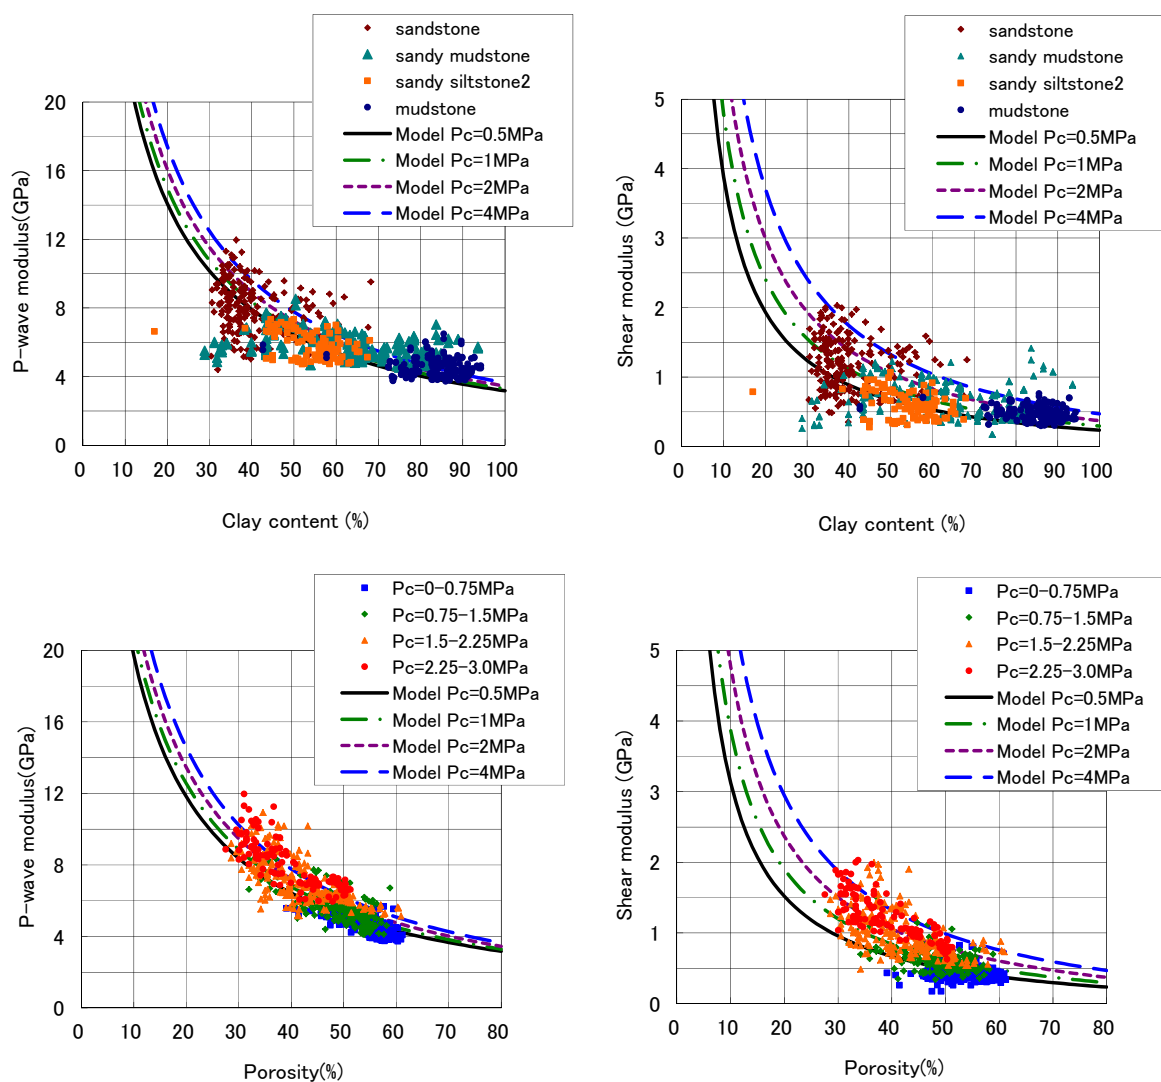 sandstone
sandy mudstone
sandy siltstone2
mudstone
Model Pc=0.5MPa
Model Pc=1MPa
Model Pc=2MPa
Model Pc=4MPa
P-wave modulus(GPa)
20
16
12
8
4
0
0 10 20 30 40 50 60 70 80 90 100
Clay content (%)
sandstone
sandy mudstone
sandy siltstone2
mudstone
Model Pc=0.5MPa
Model Pc=1MPa
Model Pc=2MPa
Model Pc=4MPa
Shear modulus (GPa)
5
4
3
2
1
0
0 10 20 30 40 50 60 70 80 90 100
Clay content (%)
Pc=0-0.75MPa
Pc=0.75-1.5MPa
Pc=1.5-2.25MPa
Pc=2.25-3.0MPa
Model Pc=0.5MPa
Model Pc=1MPa
Model Pc=2MPa
Model Pc=4MPa
P-wave modulus(GPa)
20
16
12
8
4
0
0 10 20 30 40 50 60 70 80
Porosity(%)
Pc=0-0.75MPa
Pc=0.75-1.5MPa
Pc=1.5-2.25MPa
Pc=2.25-3.0MPa
Model Pc=0.5MPa
Model Pc=1MPa
Model Pc=2MPa
Model Pc=4MPa
Shear modulus (GPa)
5
4
3
2
1
0
0 10 20 30 40 50 60 70 80
Porosity(%)